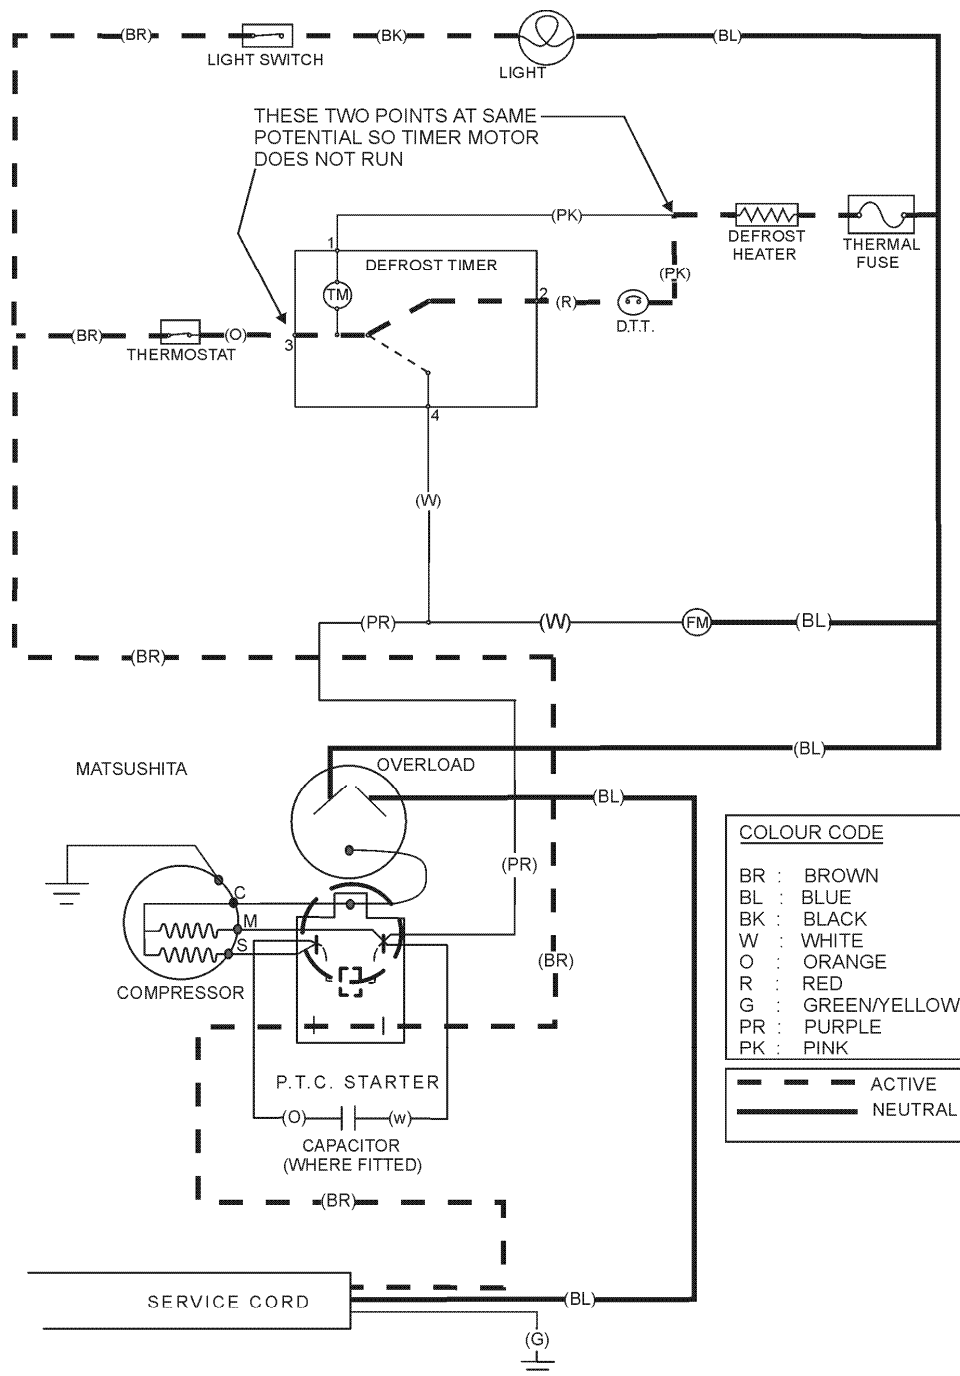 (BR)
(BK)
(BL)
LIGHT SWITCH
LIGHT
THESE TWO POINTS AT SAME
POTENTIAL SO TIMER MOTOR
DOES NOT RUN
(PK)
DEFROST
HEATER
THERMAL
FUSE
1
DEFROST TIMER
(PK)
TM
2
(R)
D.T.T.
(BR)
(O)
3
THERMOSTAT
4
(W)
(PR)
(W)
FM
(BL)
(BR)
(BL)
MATSUSHITA
OVERLOAD
(BL)
(PR)
C
M
S
(BR)
COMPRESSOR
P.T.C. STARTER
(O)
(w)
CAPACITOR
(WHERE FITTED)
(BR)
COLOUR CODE
BR : BROWN
BL : BLUE
BK : BLACK
W : WHITE
O : ORANGE
R : RED
G : GREEN/YELLOW
PR : PURPLE
PK : PINK
ACTIVE
NEUTRAL
SERVICE CORD
(BL)
(G)